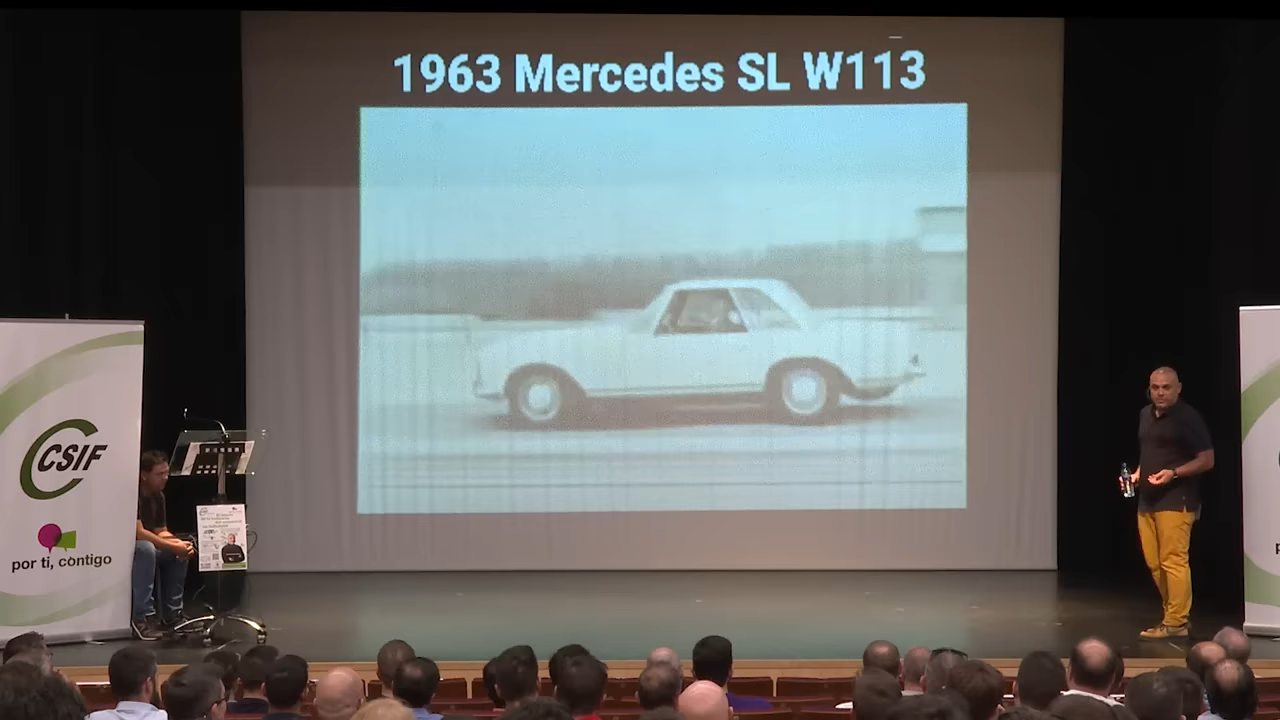 1963 Mercedes SL W113
CSIF
por ti, contigo